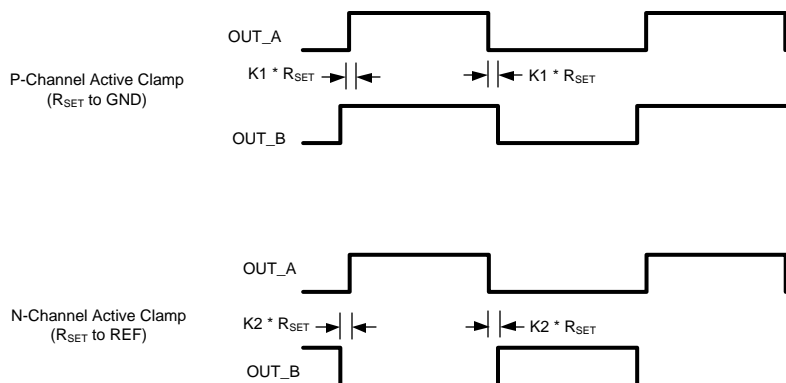 OUT_A
K1 * RSET
K1 * RSET
P-Channel Active Clamp
(RSET to GND)
OUT_B
OUT_A
K2 * RSET
K2 * RSET
N-Channel Active Clamp
(RSET to REF)
OUT_B